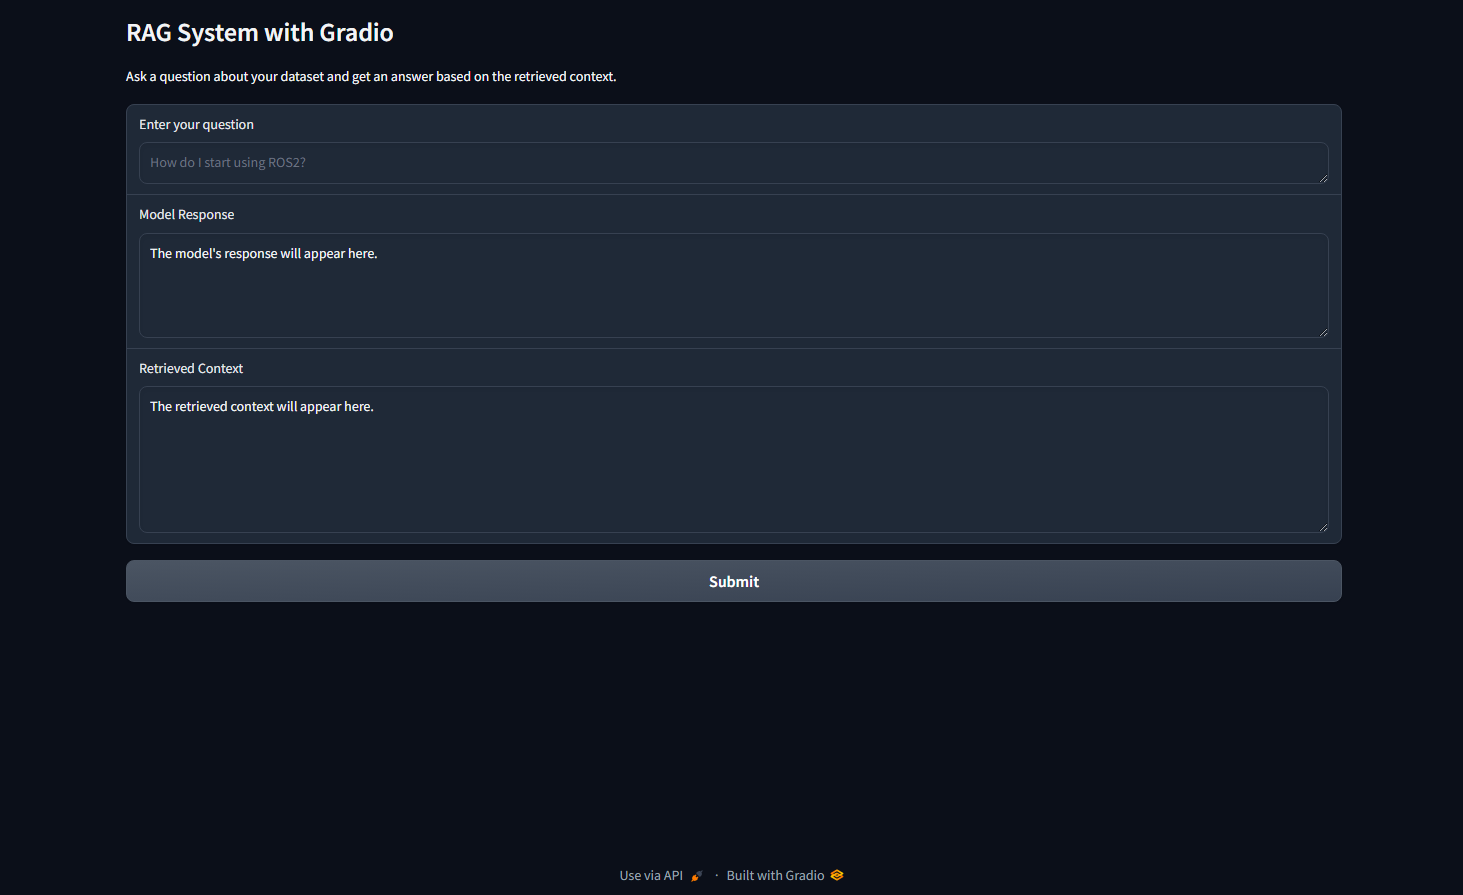 RAG System with Gradio
Ask a question about your dataset and get an answer based on the retrieved context.
Enter your question
How do I start using ROS2?
Model Response
The model's response will appear here.
Retrieved Context
The retrieved context will appear here.
Submit
Use via API · Built with Gradio